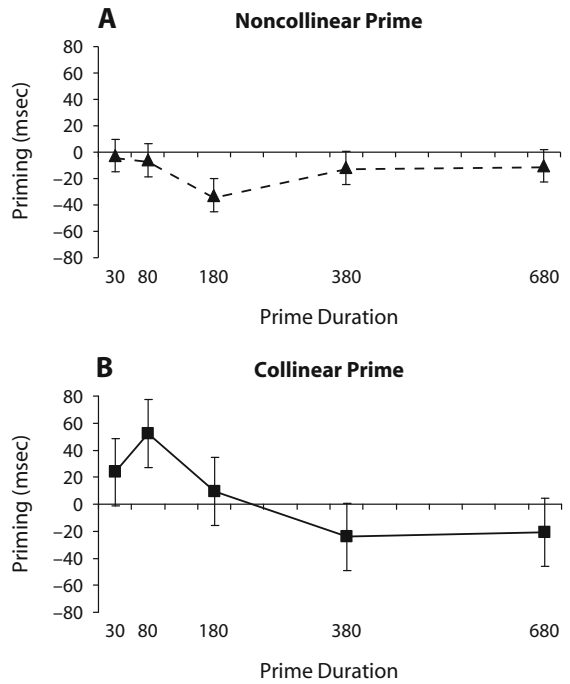 A Noncollinear Prime
80
60
40
20
0
–20
–40
–60
–80
Priming (msec)
30 80 180 380 680
Prime Duration
B Collinear Prime
80
60
40
20
0
–20
–40
–60
–80
Priming (msec)
30 80 180 380 680
Prime Duration